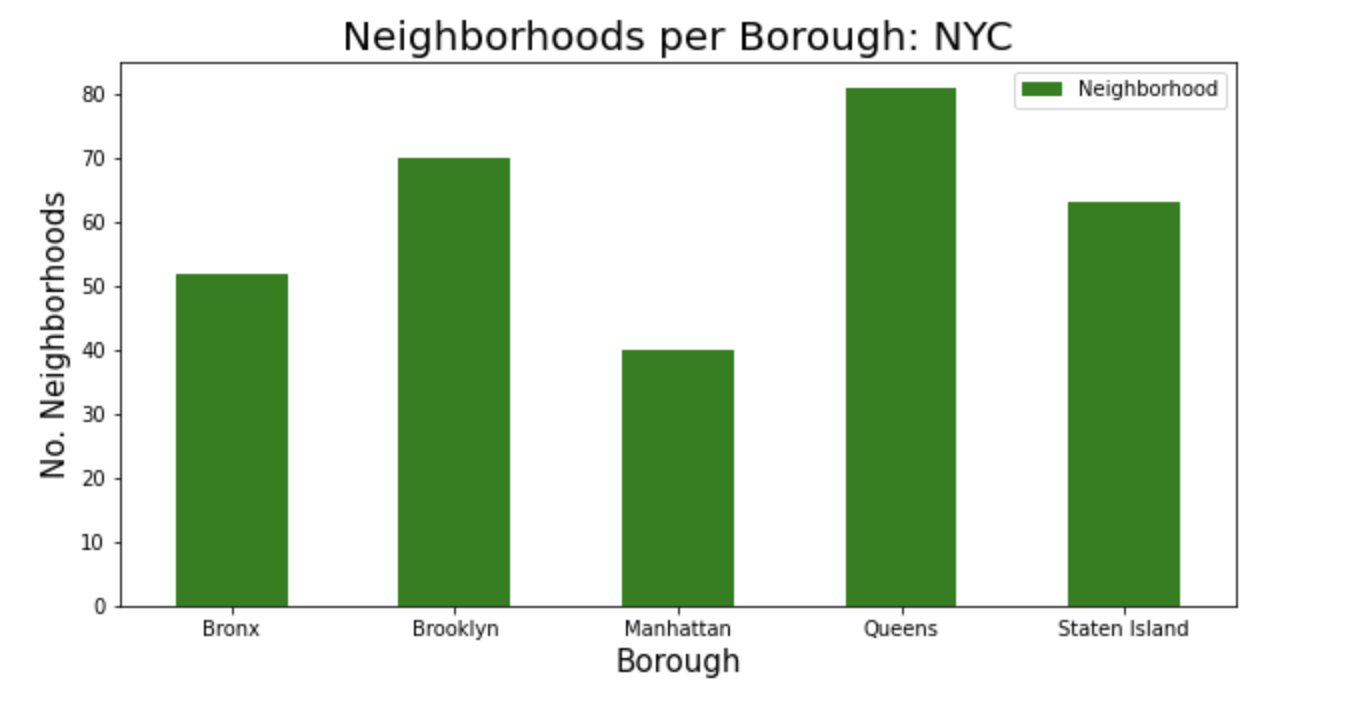 Neighborhoods per Borough: NYC
Neighborhood
No. Neighborhoods
80
70
60
50
40
30
20
10
0
Bronx
Brooklyn
Manhattan
Queens
Staten Island
Borough